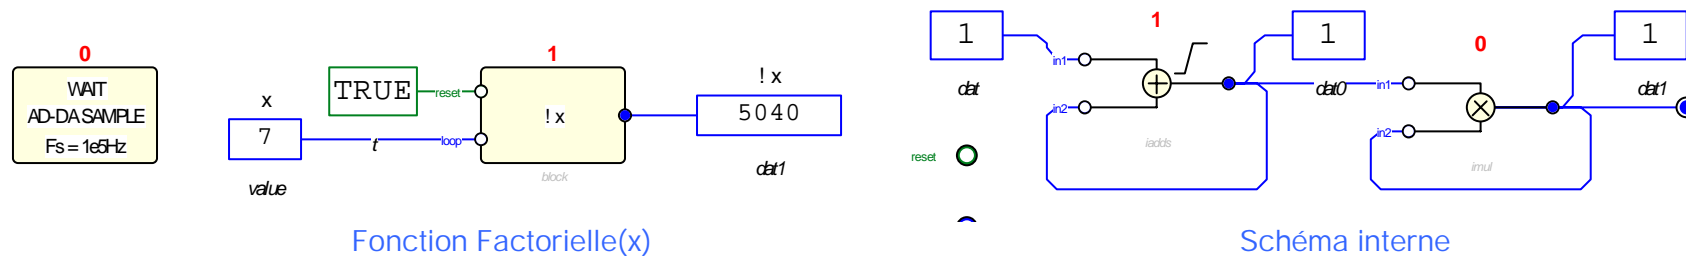 0
WAIT
AD-DA SAMPLE
Fs = 1e5Hz
x
7
value
t
TRUE
reset
loop
1
! x
block
! x
5040
dat1
Fonction Factorielle(x)
1
dat
reset
in1
in2
1
iadds
1
dat0
in1
in2
0
imul
1
dat1
Schéma interne